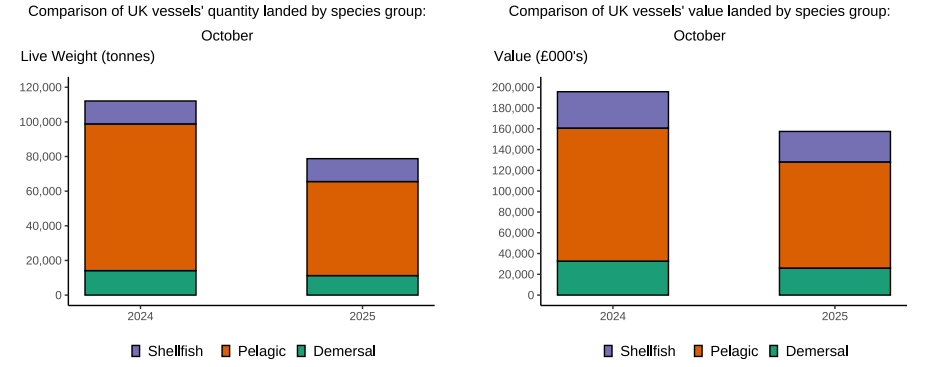 Comparison of UK vessels' quantity landed by species group:
October
Live Weight (tonnes)
120,000
100,000
80,000
60,000
40,000
20,000
0
2024 2025
Shellfish Pelagic Demersal
Comparison of UK vessels' value landed by species group:
October
Value (£000's)
200,000
180,000
160,000
140,000
120,000
100,000
80,000
60,000
40,000
20,000
0
2024 2025
Shellfish Pelagic Demersal